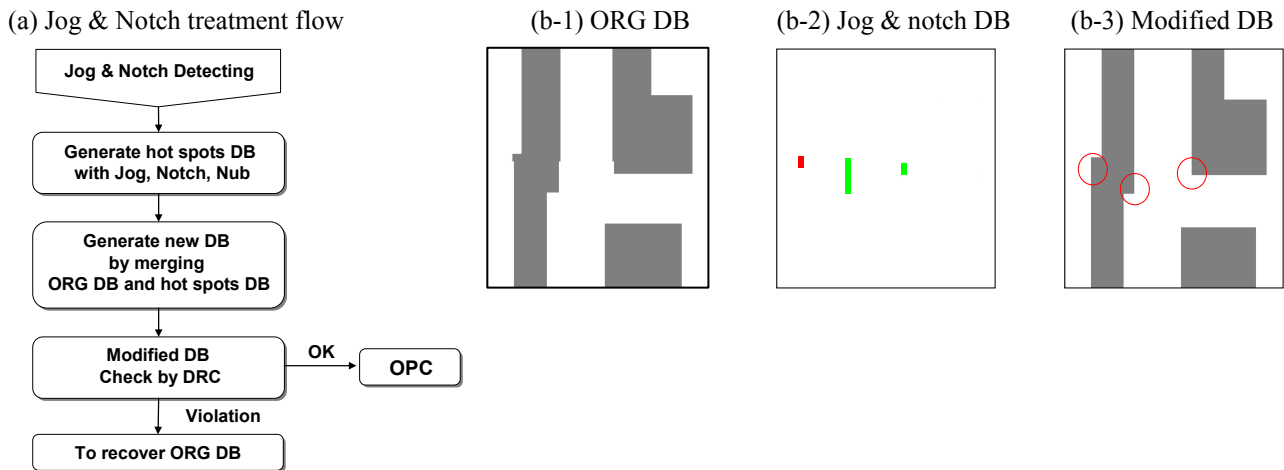 (a) Jog & Notch treatment flow
(b-1) ORG DB
(b-2) Jog & notch DB
(b-3) Modified DB
Jog & Notch Detecting
Generate hot spots DB
with Jog, Notch, Nub
Generate new DB
by merging
ORG DB and hot spots DB
Modified DB
Check by DRC
OK
OPC
Violation
To recover ORG DB